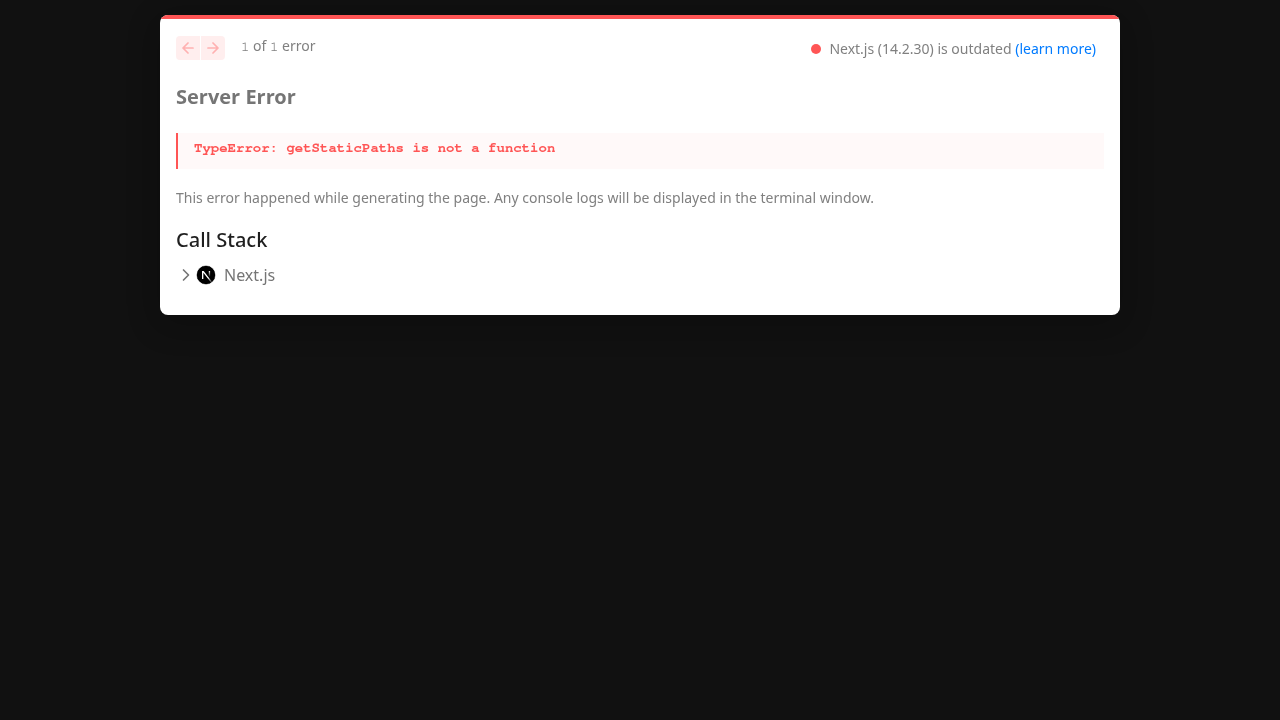 1 of 1 error
Next.js (14.2.30) is outdated (learn more)
Server Error
TypeError: getStaticPaths is not a function
This error happened while generating the page. Any console logs will be displayed in the terminal window.
Call Stack
Next.js